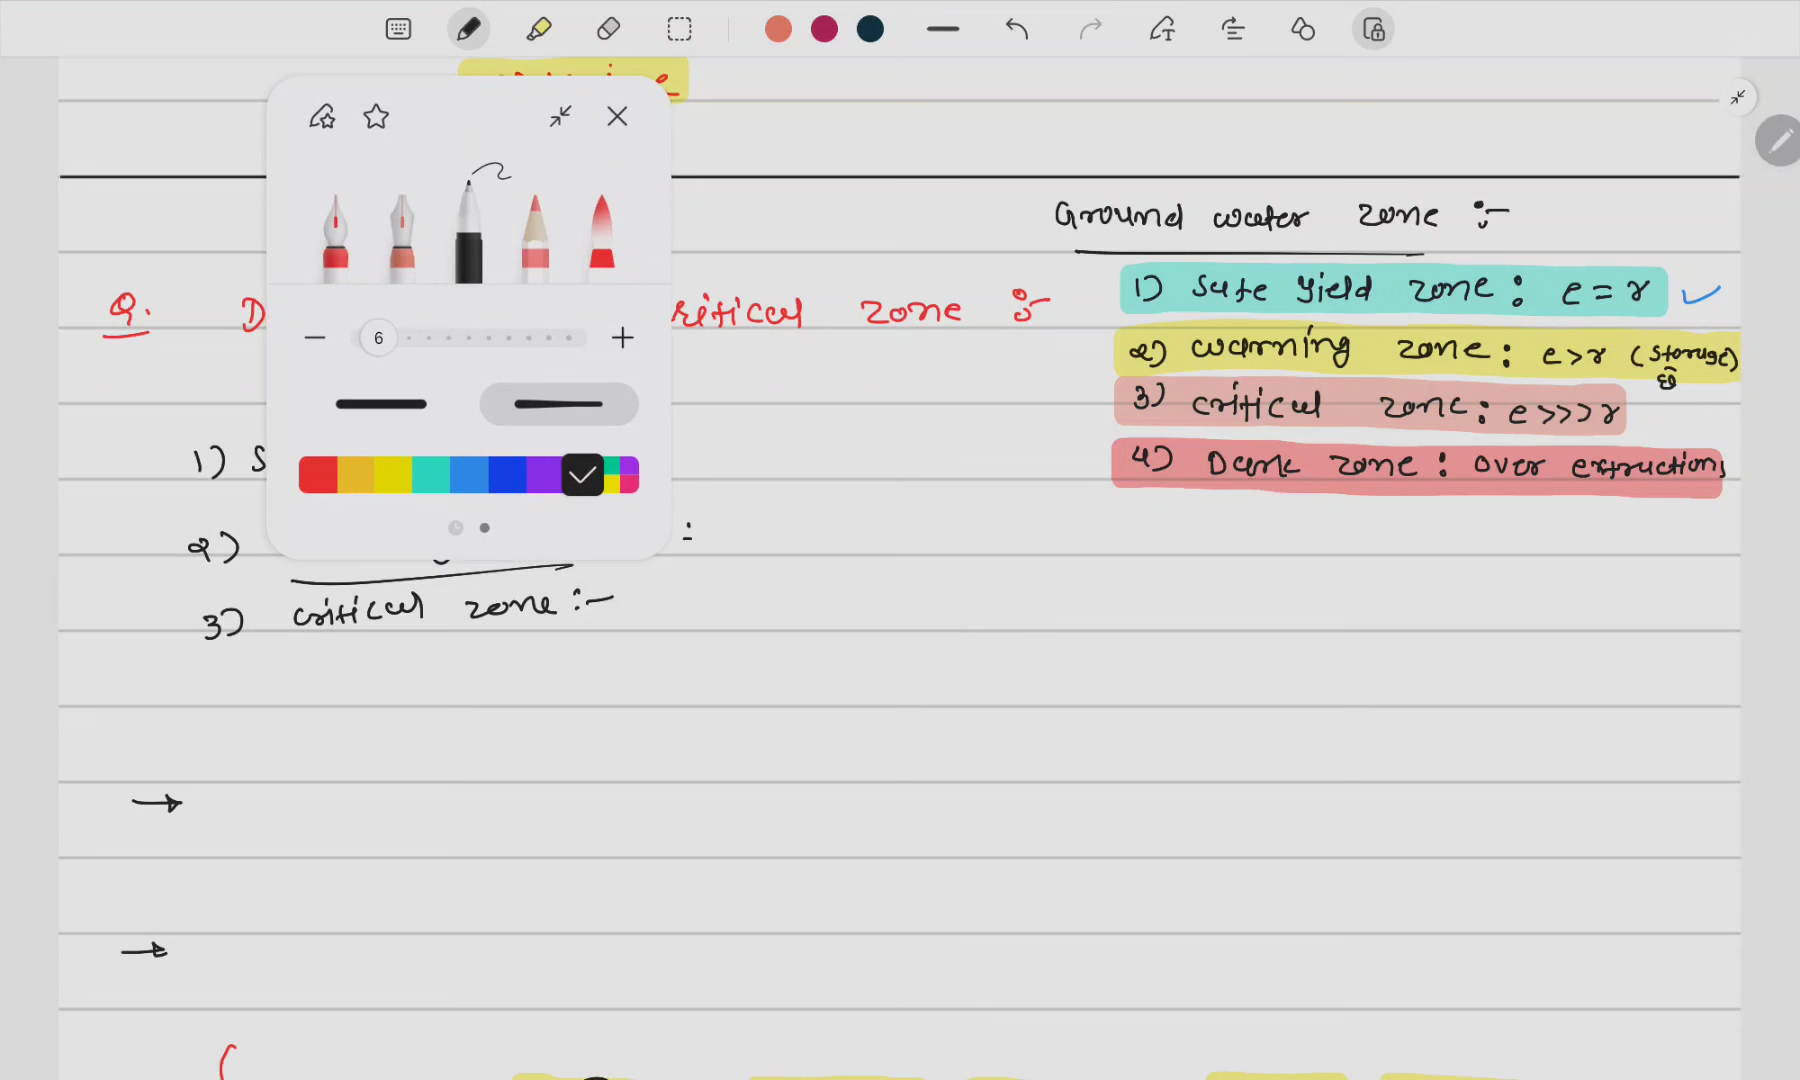 Ground water zone :-
Q. D ritical zone :-
1) Safe Yield zone : e = r
2) Warning zone : e > r (Storage)
3) critical zone : e >>> r
4) Dark zone : Over extraction
6
1) S
2) :
3) critical zone :-